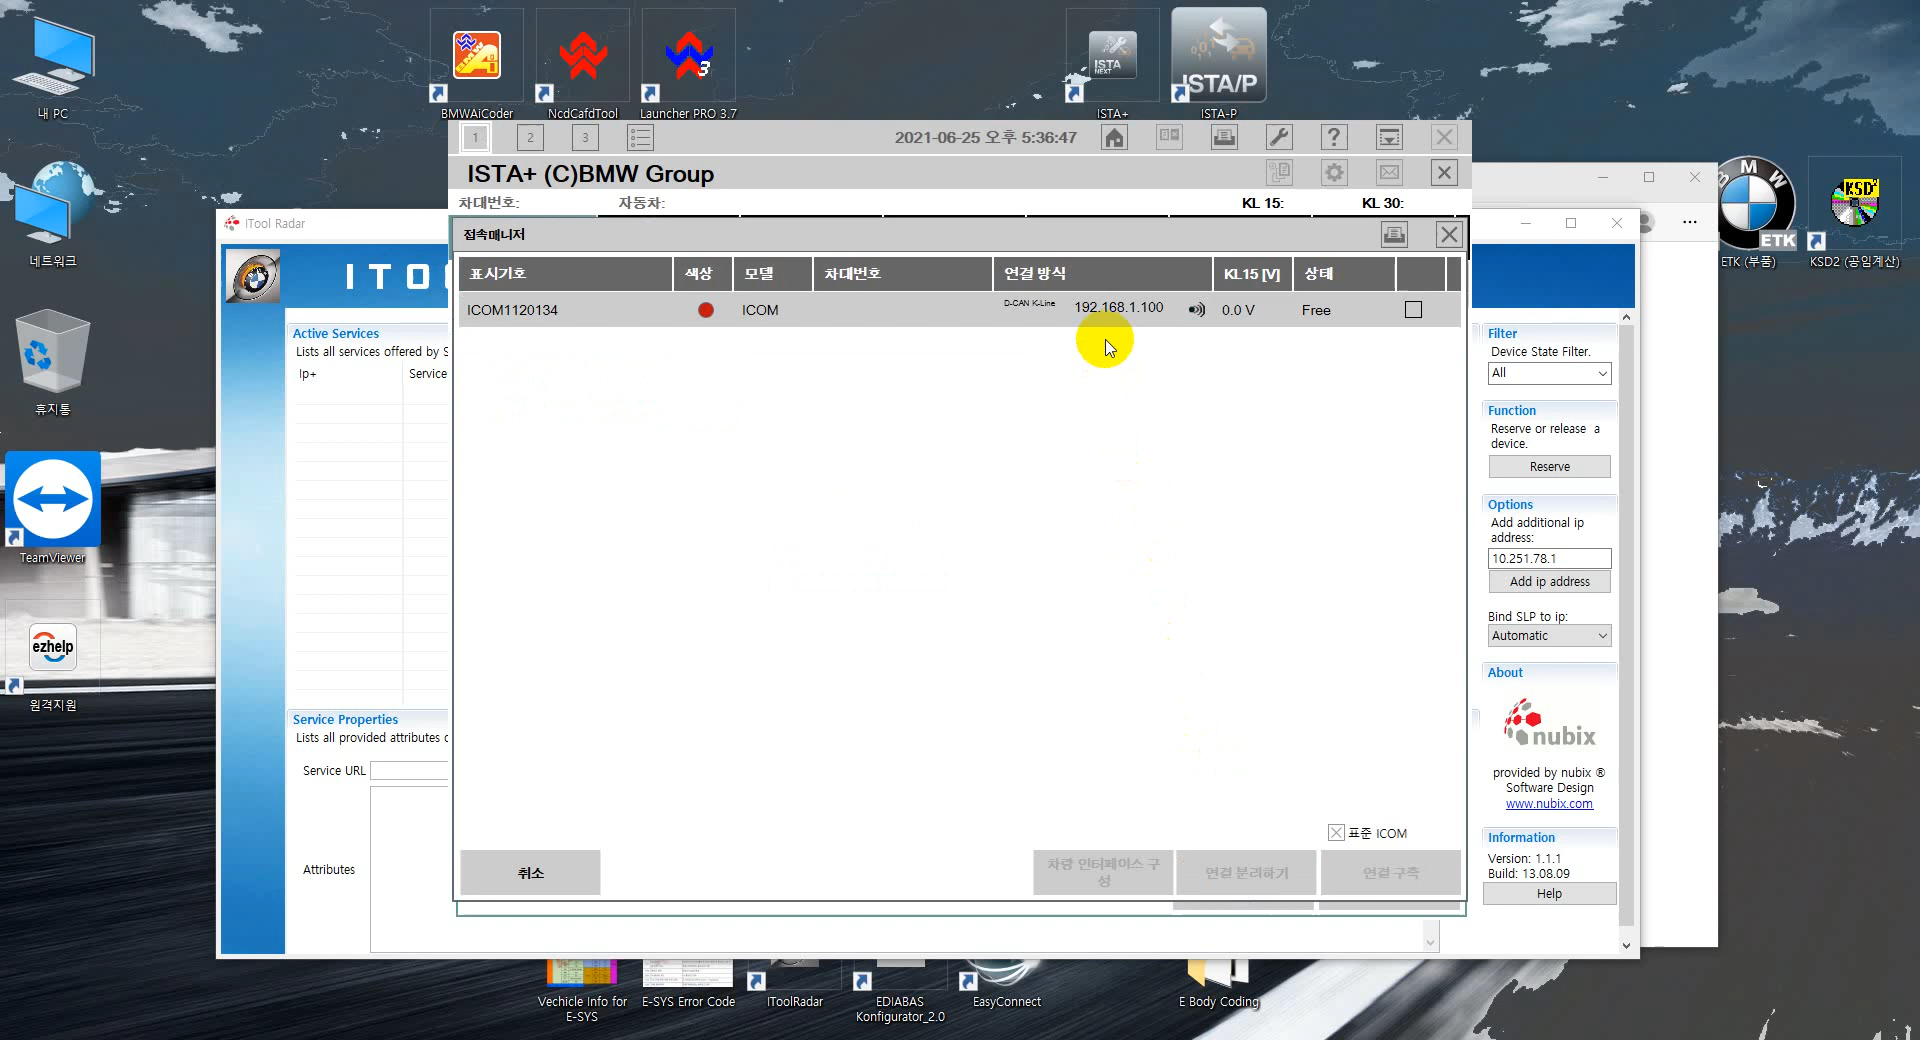 내 PC
네트워크
휴지통
TeamViewer
ezhelp
원격지원
BMWAiCoder
NcdCafdTool
3
Launcher PRO 3.7
ISTA
NEXT
ISTA+
ISTA/P
ISTA-P
BMW
ETK
ETK (부품)
KSD
KSD2 (공임계산)
1
2
3
2021-06-25 오후 5:36:47
?
ISTA+ (C)BMW Group
차대번호:
자동차:
KL 15:
KL 30:
접속매니저
표시기호
색상
모델
차대번호
연결 방식
KL15 [V]
상태
ICOM1120134
ICOM
D-CAN K-Line
192.168.1.100
0.0 V
Free
표준 ICOM
취소
차량 인터페이스 구
성
연결 분리하기
연결 구축
ITool Radar
ITO
Active Services
Lists all services offered by S
Ip+
Service
Service Properties
Lists all provided attributes o
Service URL
Attributes
Filter
Device State Filter.
All
Function
Reserve or release a
device.
Reserve
Options
Add additional ip
address:
10.251.78.1
Add ip address
Bind SLP to ip:
Automatic
About
nubix
provided by nubix ®
Software Design
www.nubix.com
Information
Version: 1.1.1
Build: 13.08.09
Help
Vechicle Info for
E-SYS
E-SYS Error Code
IToolRadar
EDIABAS
Konfigurator_2.0
EasyConnect
E Body Coding